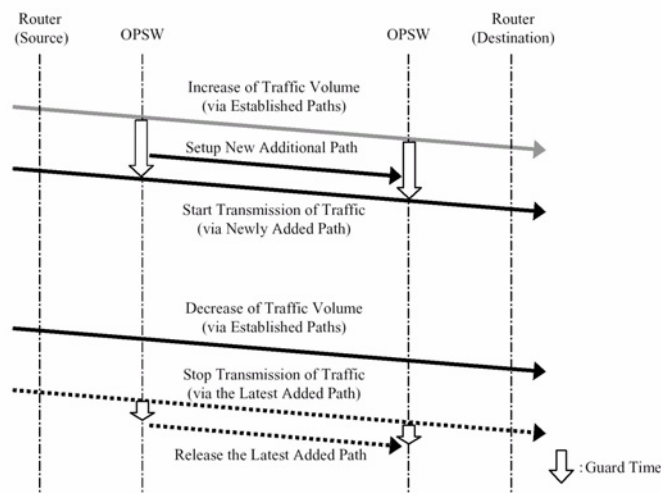 Router
(Source)
OPSW
OPSW
Router
(Destination)
Increase of Traffic Volume
(via Established Paths)
Setup New Additional Path
Start Transmission of Traffic
(via Newly Added Path)
Decrease of Traffic Volume
(via Established Paths)
Stop Transmission of Traffic
(via the Latest Added Path)
Release the Latest Added Path
: Guard Time